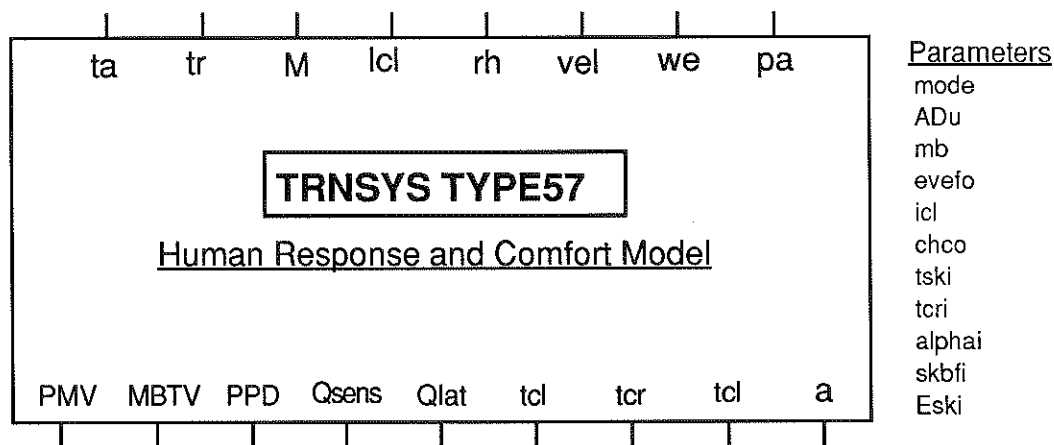 ta tr M Icl rh vel we pa
TRNSYS TYPE57
Human Response and Comfort Model
PMV MBTV PPD Qsens Qlat tcl tcr tcl a
Parameters
mode
ADu
mb
evefo
icl
chco
tski
tcri
alphai
skbfi
Eski